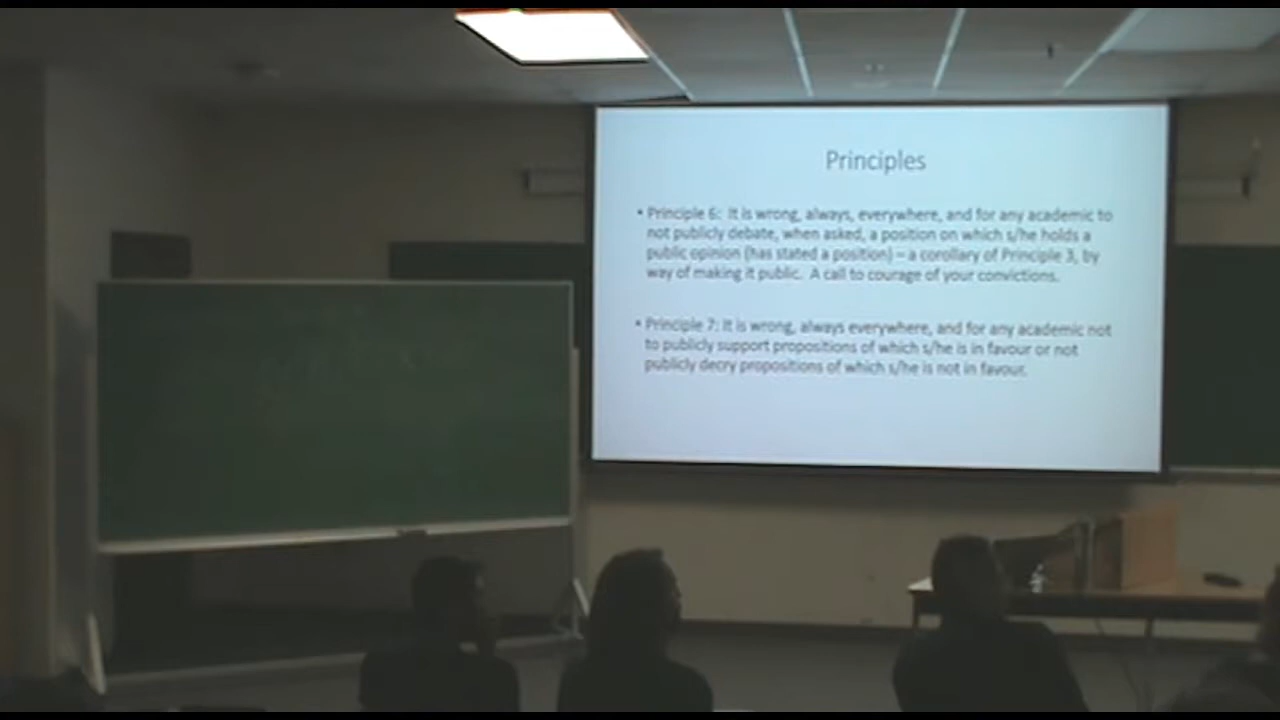 Principles
• Principle 6: It is wrong, always, everywhere, and for any academic to
not publicly debate, when asked, a position on which s/he holds a
public opinion (has stated a position) – a corollary of Principle 3, by
way of making it public. A call to courage of your convictions.
• Principle 7: It is wrong, always everywhere, and for any academic not
to publicly support propositions of which s/he is in favour or not
publicly decry propositions of which s/he is not in favour.